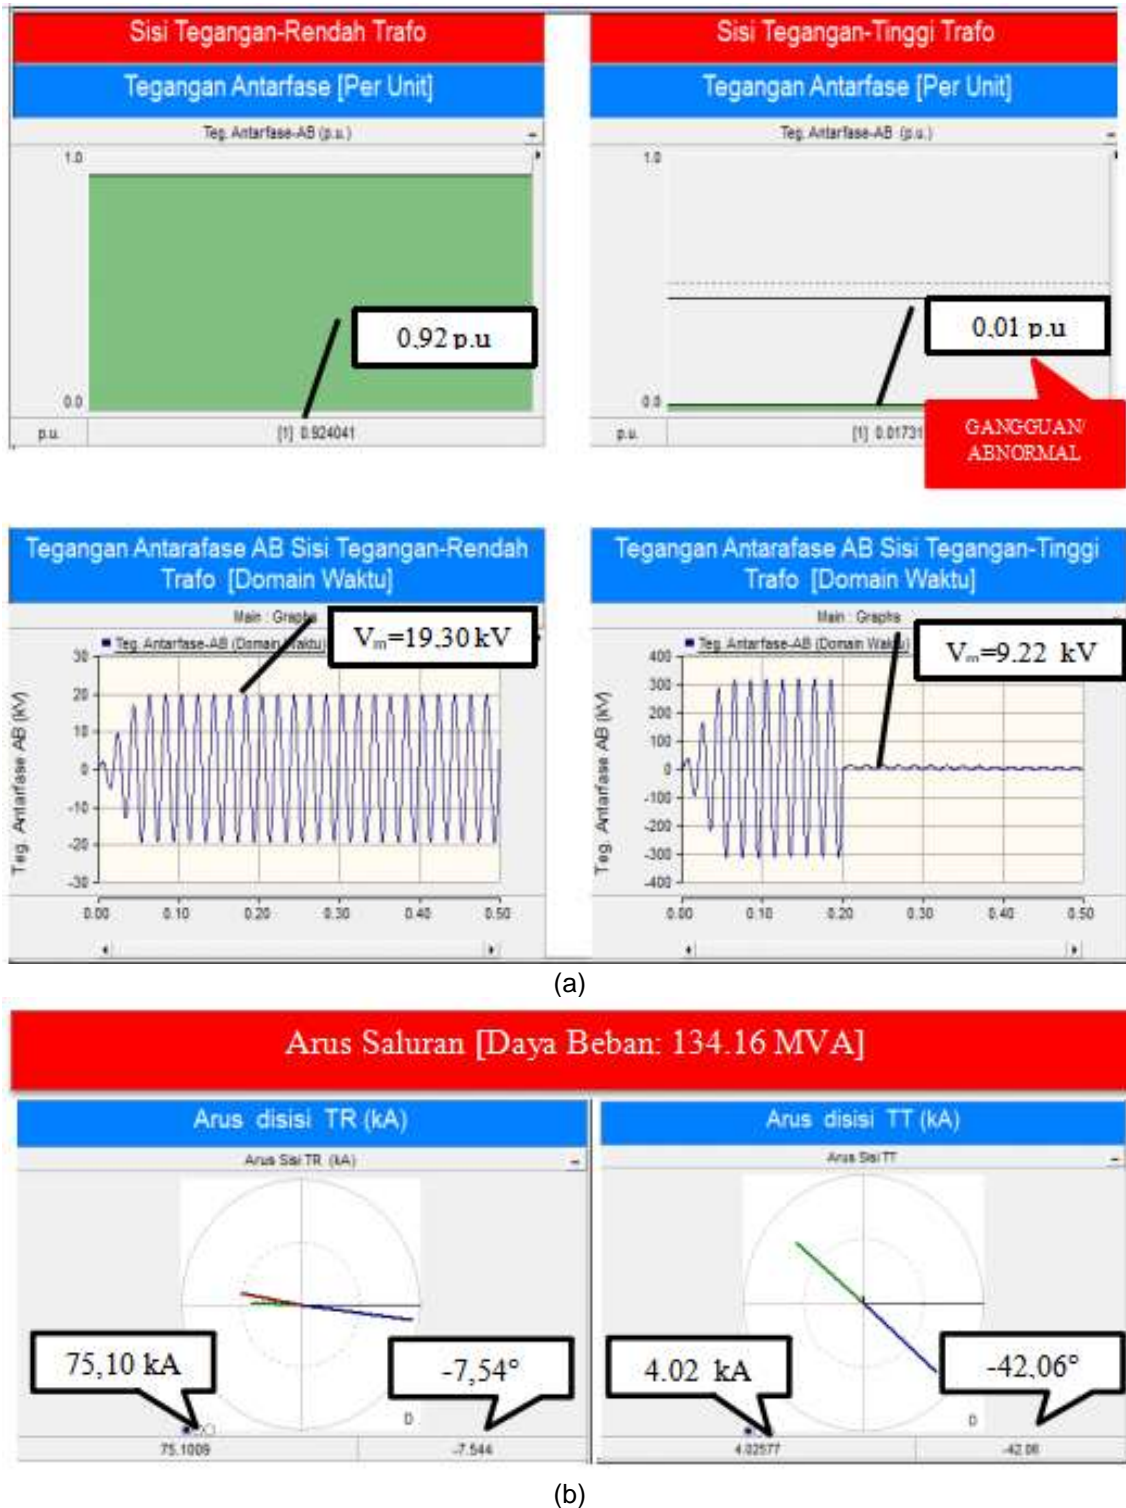 Sisi Tegangan-Rendah Trafo
Tegangan Antarfase [Per Unit]
Teg. Antarfase-AB (p.u.)
1.0
0,92 p.u
0.0
p.u.
[1] 0.924041
Sisi Tegangan-Tinggi Trafo
Tegangan Antarfase [Per Unit]
Teg. Antarfase-AB (p.u.)
1.0
0,01 p.u
0.0
p.u.
[1] 0.01731
GANGGUAN/
ABNORMAL
Tegangan Antarafase AB Sisi Tegangan-Rendah
Trafo [Domain Waktu]
Main : Graphs
Teg. Antarfase-AB (Domain Waktu)
Vm=19,30 kV
Teg. Antarfase AB (kV)
30
20
10
0
-10
-20
-30
0.00 0.10 0.20 0.30 0.40 0.50
Tegangan Antarafase AB Sisi Tegangan-Tinggi
Trafo [Domain Waktu]
Main : Graphs
Teg. Antarfase-AB (Domain Waktu)
Vm=9.22 kV
Teg. Antarfase AB (kV)
400
300
200
100
0
-100
-200
-300
-400
0.00 0.10 0.20 0.30 0.40 0.50
(a)
Arus Saluran [Daya Beban: 134.16 MVA]
Arus disisi TR (kA)
Arus Sisi TR (kA)
75,10 kA
-7,54°
D
75.1009
-7.544
Arus disisi TT (kA)
Arus Sisi TT
4.02 kA
-42,06°
D
4.02577
-42.06
(b)